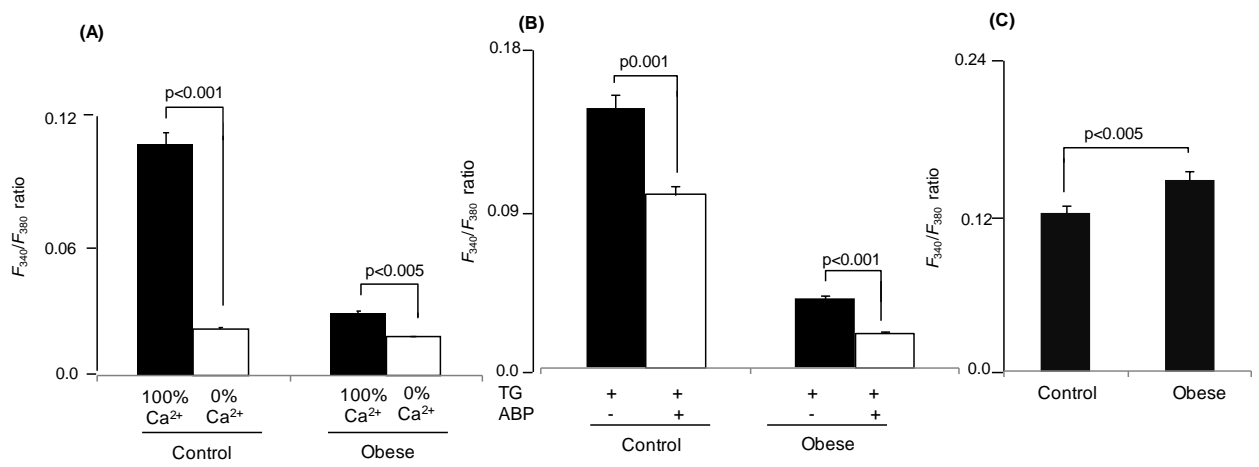 (A)
p<0.001
0.12
0.06
0.0
F340/F380 ratio
p<0.005
100% Ca2+
0% Ca2+
100% Ca2+
0% Ca2+
Control
Obese
(B)
0.18
p0.001
0.09
0.0
F340/F380 ratio
p<0.001
TG + + + +
ABP - + - +
Control
Obese
(C)
0.24
p<0.005
0.12
0.0
F340/F380 ratio
Control
Obese